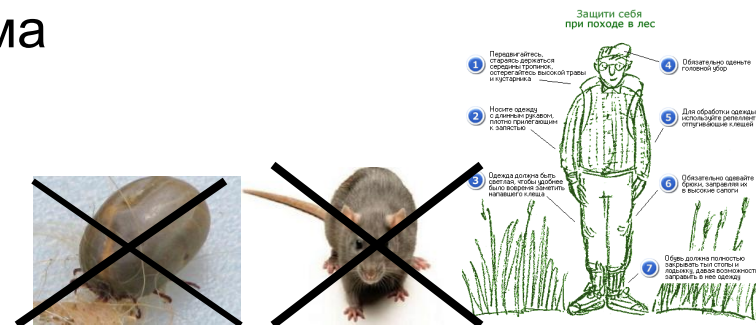 ма
Защити себя
при походе в лес
1
Передвигайтесь,
стараясь держаться
середины тропинок,
остерегайтесь высокой травы
и кустарника
2
Носите одежду
с длинным рукавом,
плотно прилегающим
к запястью
3
Одежда должна быть
светлая, чтобы удобнее
было вовремя заметить
напавшего клеща
4
Обязательно оденьте
головной убор
5
Для обработки одежды
используйте репеллент
отпугивающие клещей
6
Обязательно одевайте
брюки, заправляя их
в высокие сапоги
7
Обувь должна полностью
закрывать тыл стопы и
лодыжку, давая возможность
заправить в нее одежду